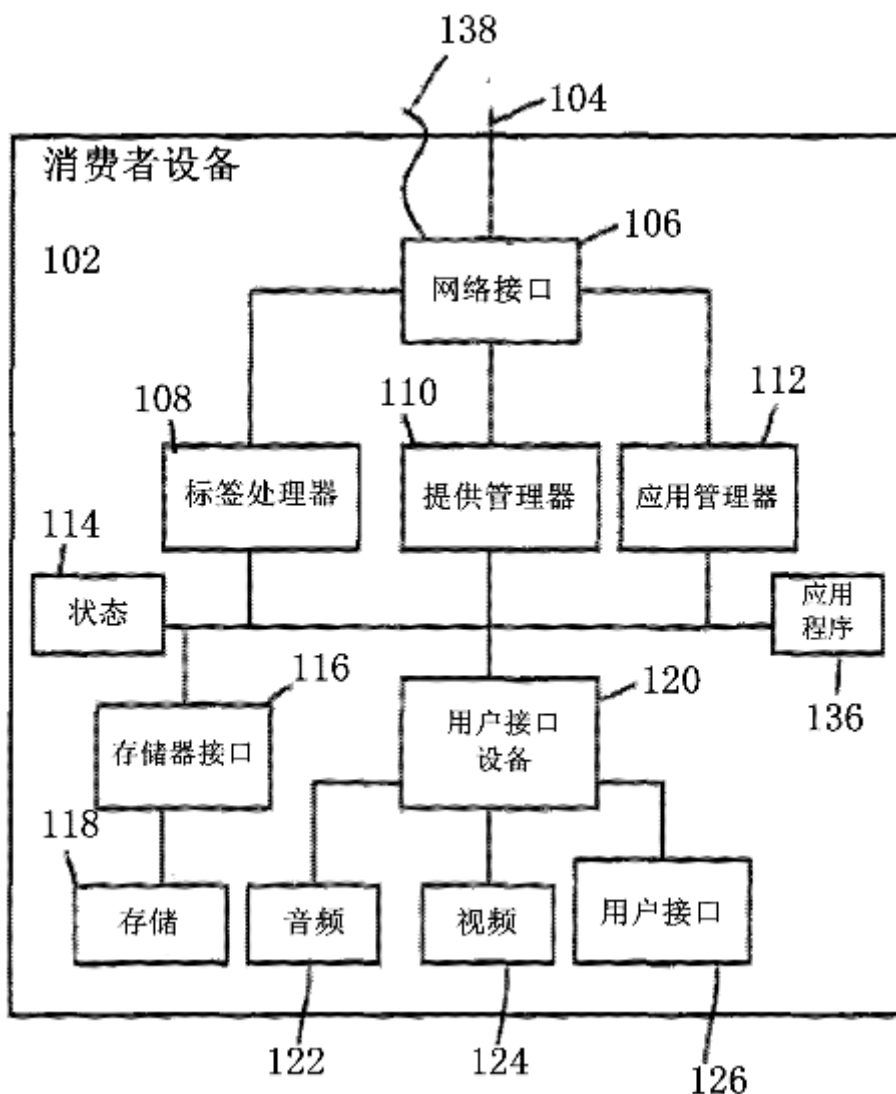 138
104
消费者设备
102
106
网络接口
108
110
112
标签处理器
提供管理器
应用管理器
114
状态
应用
程序
116
120
136
存储器接口
用户接口
设备
118
存储
音频
视频
用户接口
122
124
126